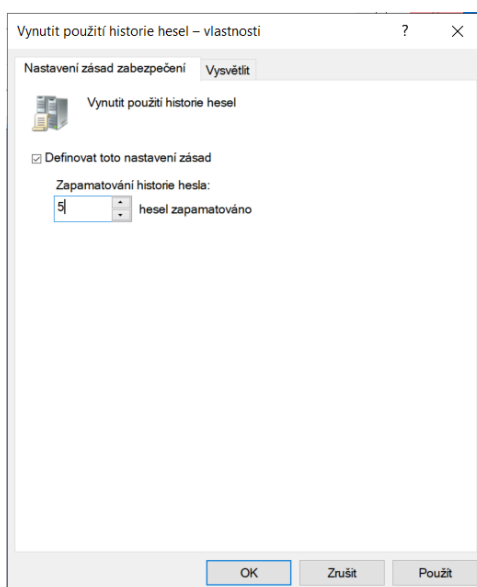 Vynutit použití historie hesel – vlastnosti ? ×
Nastavení zásad zabezpečení Vysvětlit
Vynutit použití historie hesel
Definovat toto nastavení zásad
Zapamatování historie hesla:
5 hesel zapamatováno
OK Zrušit Použít